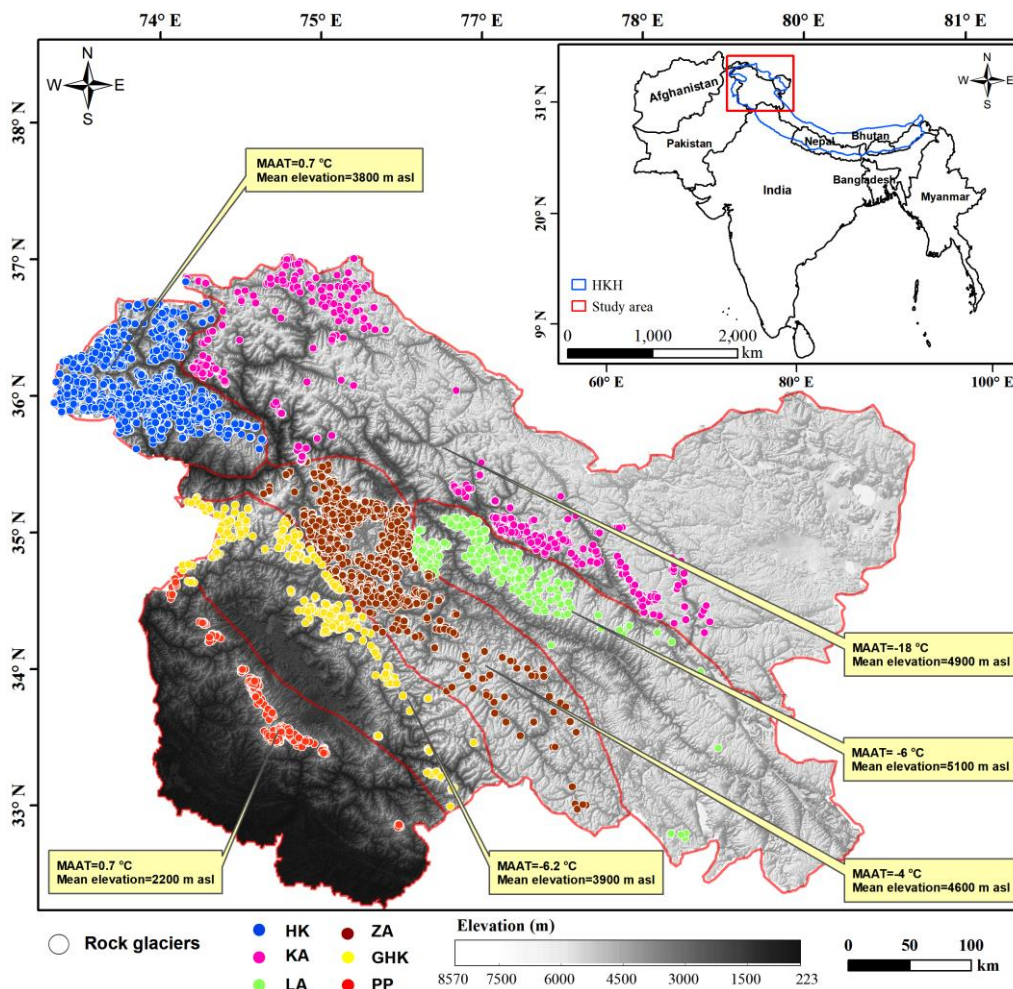 74° E 75° E 77° E 78° E 80° E 81° E
38° N
37° N
36° N
35° N
34° N
33° N
N
W E
S
MAAT=0.7 °C
Mean elevation=3800 m asl
Afghanistan
Pakistan
Nepal
Bhutan
India
Bangladesh
Myanmar
31° N
20° N
9° N
HKH
Study area
0 1,000 2,000
km
60° E 80° E 100° E
N
W E
S
MAAT=-18 °C
Mean elevation=4900 m asl
MAAT= -6 °C
Mean elevation=5100 m asl
MAAT=0.7 °C
Mean elevation=2200 m asl
MAAT=-6.2 °C
Mean elevation=3900 m asl
MAAT=-4 °C
Mean elevation=4600 m asl
Rock glaciers
HK
KA
LA
ZA
GHK
PP
Elevation (m)
8570 7500 6000 4500 3000 1500 223
0 50 100
km